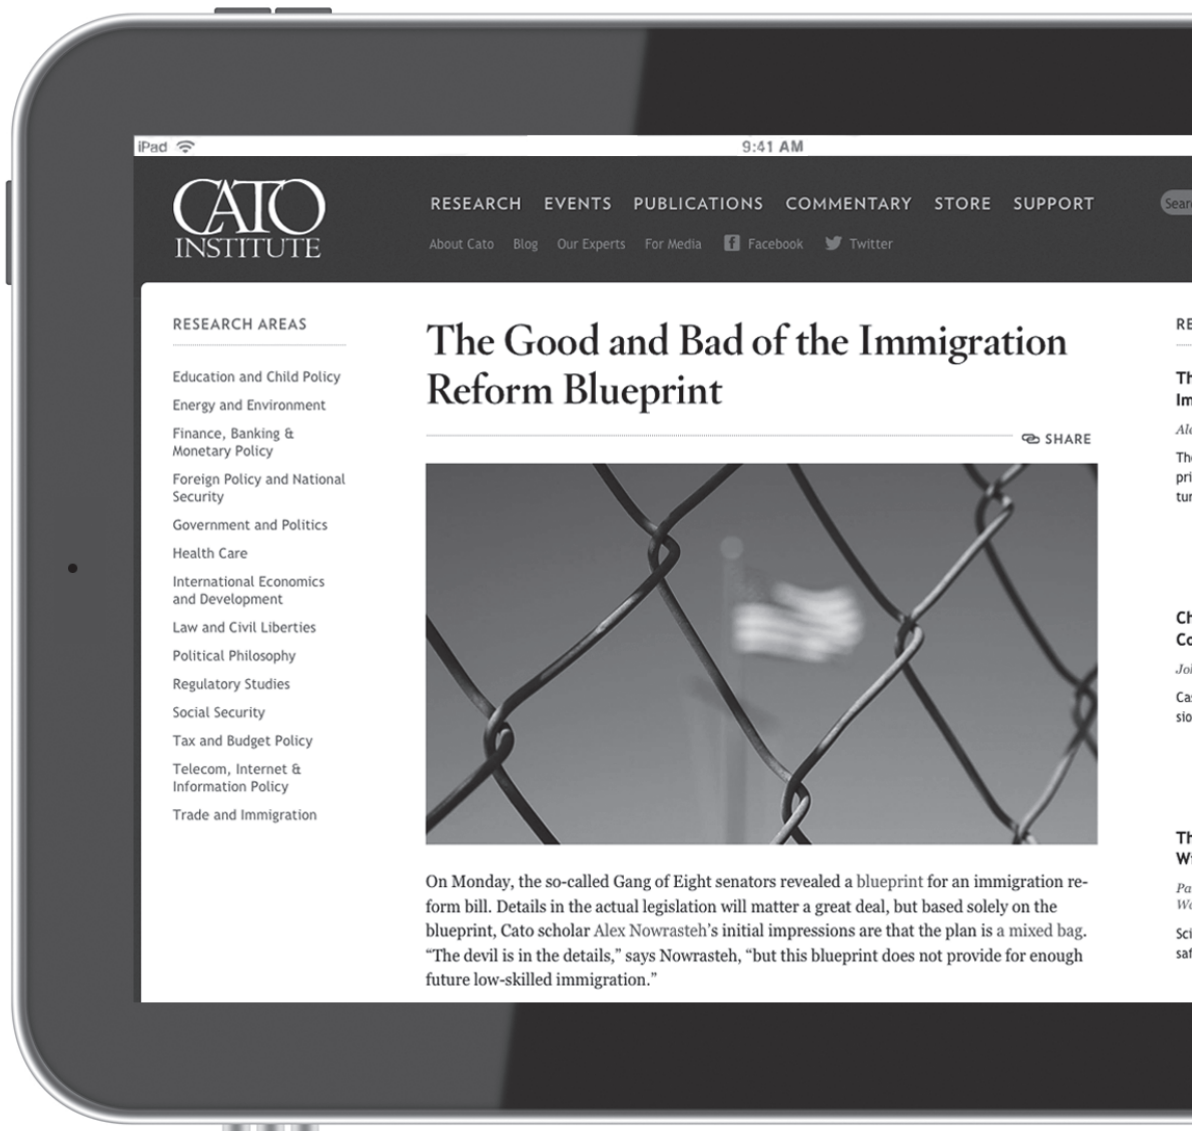 iPad
9:41 AM
CATO
INSTITUTE
RESEARCH EVENTS PUBLICATIONS COMMENTARY STORE SUPPORT
About Cato Blog Our Experts For Media Facebook Twitter
RESEARCH AREAS
Education and Child Policy
Energy and Environment
Finance, Banking &
Monetary Policy
Foreign Policy and National
Security
Government and Politics
Health Care
International Economics
and Development
Law and Civil Liberties
Political Philosophy
Regulatory Studies
Social Security
Tax and Budget Policy
Telecom, Internet &
Information Policy
Trade and Immigration
The Good and Bad of the Immigration
Reform Blueprint
SHARE
On Monday, the so-called Gang of Eight senators revealed a blueprint for an immigration re-
form bill. Details in the actual legislation will matter a great deal, but based solely on the
blueprint, Cato scholar Alex Nowrasteh's initial impressions are that the plan is a mixed bag.
“The devil is in the details,” says Nowrasteh, “but this blueprint does not provide for enough
future low-skilled immigration.”